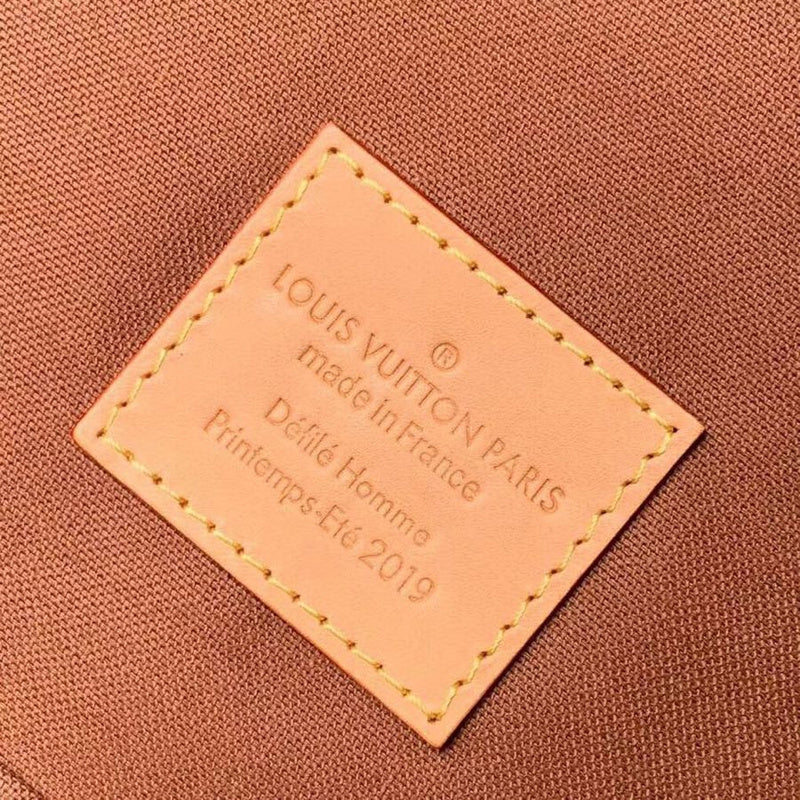 ®
LOUIS VUITTON PARIS
made in France
Défilé Homme
Printemps-Eté 2019